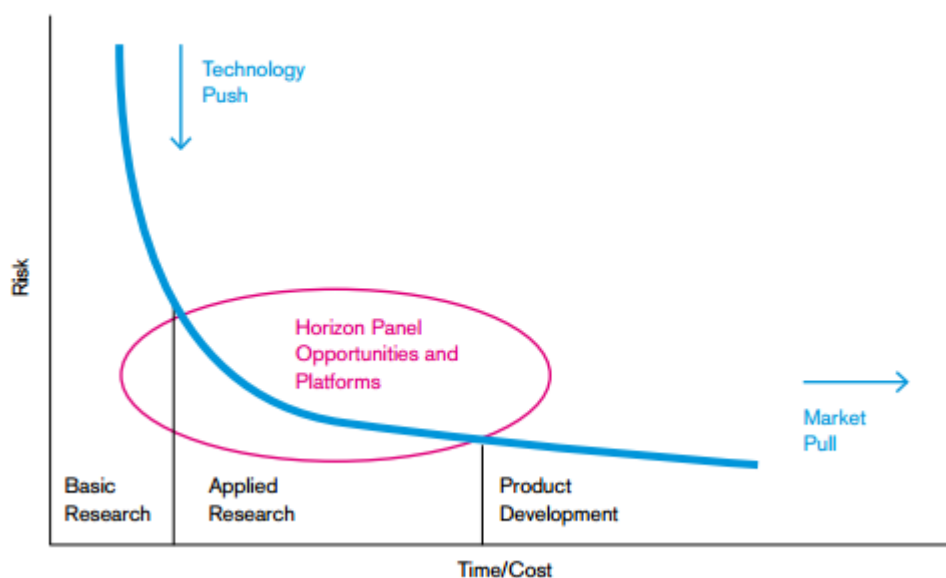 Technology
Push
Risk
Horizon Panel
Opportunities and
Platforms
Market
Pull
Basic
Research
Applied
Research
Product
Development
Time/Cost